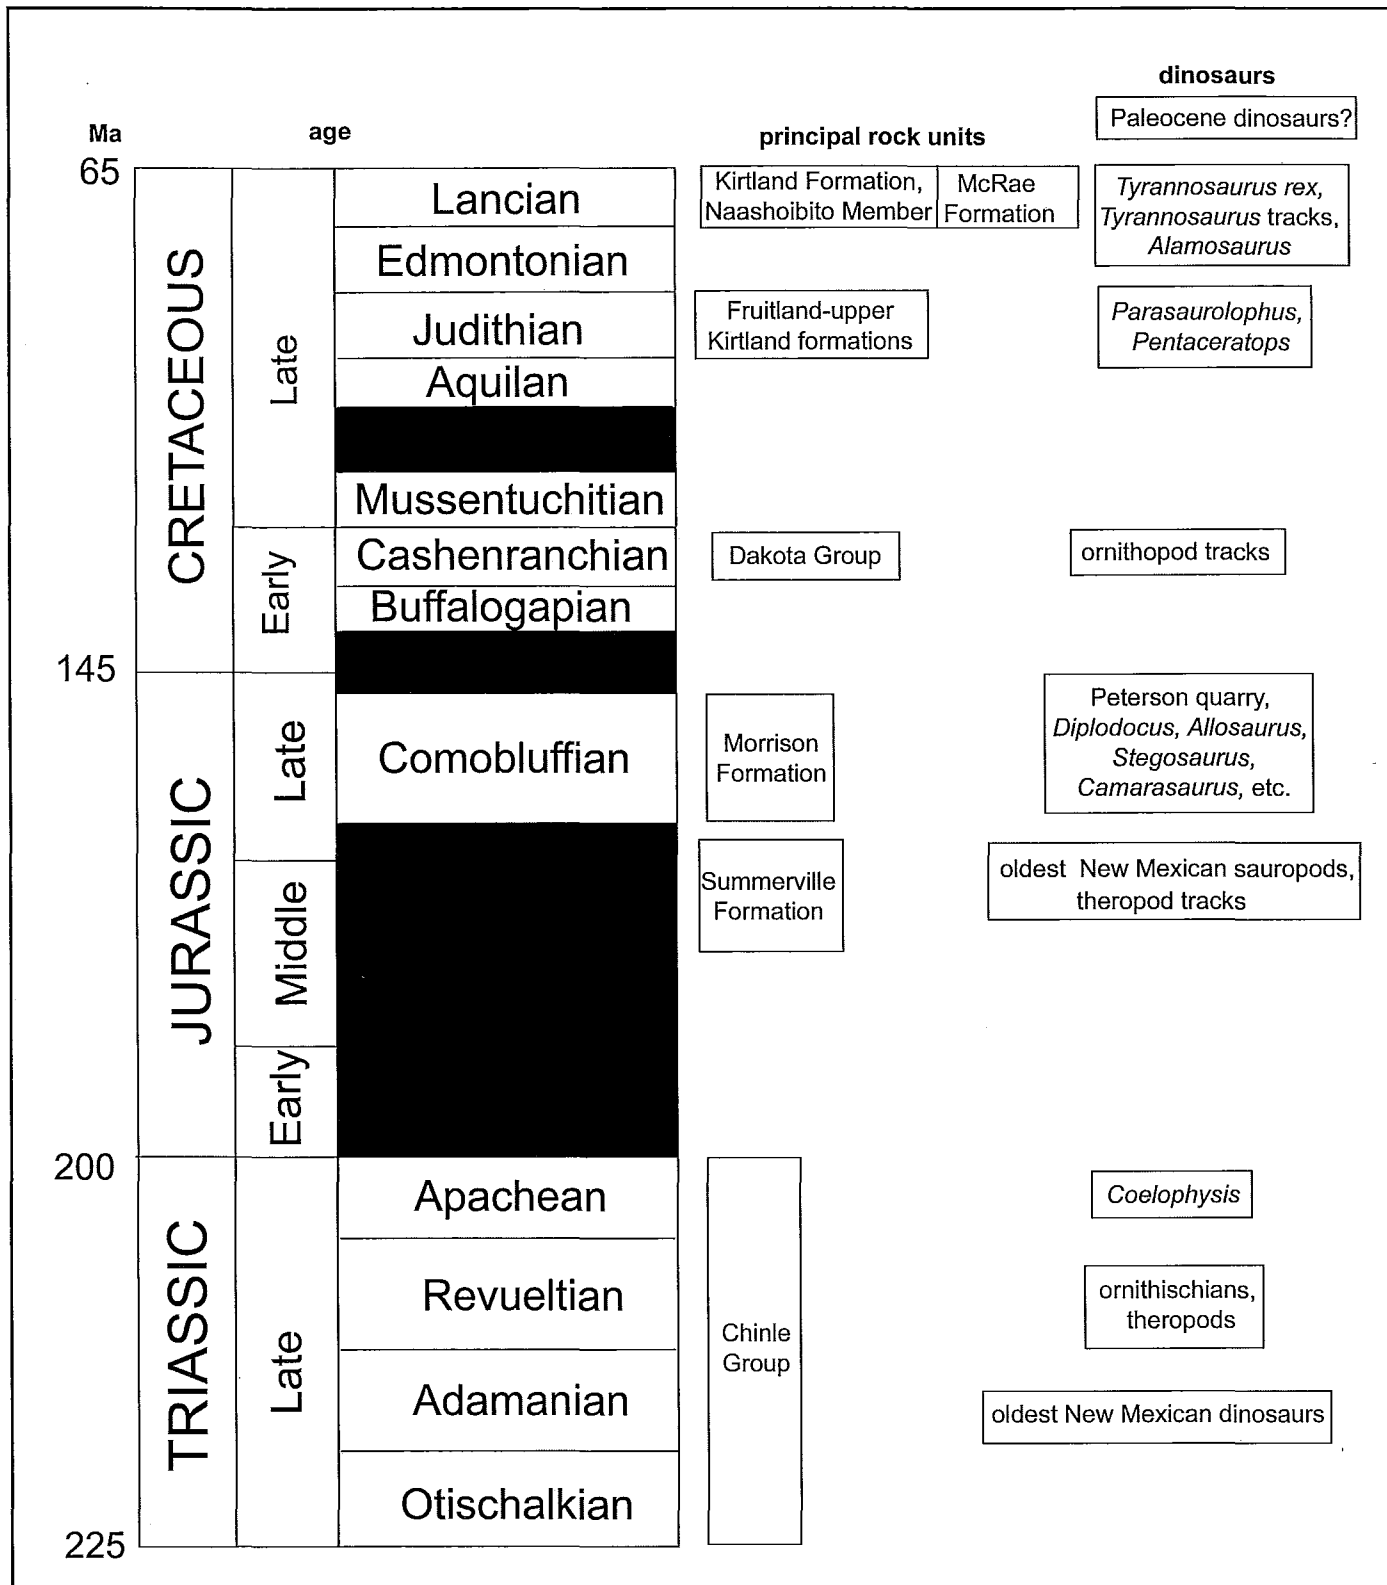 dinosaurs
Paleocene dinosaurs?
Ma
age
principal rock units
65
CRETACEOUS
Late
Lancian
Kirtland Formation,
Naashoibito Member
McRae
Formation
Tyrannosaurus rex,
Tyrannosaurus tracks,
Alamosaurus
Edmontonian
Judithian
Fruitland-upper
Kirtland formations
Parasaurolophus,
Pentaceratops
Aquilan
Mussentuchitian
Early
Cashenranchian
Dakota Group
ornithopod tracks
Buffalogapian
145
JURASSIC
Late
Comobluffian
Morrison
Formation
Peterson quarry,
Diplodocus, Allosaurus,
Stegosaurus,
Camarasaurus, etc.
Middle
Summerville
Formation
oldest New Mexican sauropods,
theropod tracks
Early
200
TRIASSIC
Late
Apachean
Coelophysis
Revueltian
Chinle
Group
ornithischians,
theropods
Adamanian
oldest New Mexican dinosaurs
Otischalkian
225